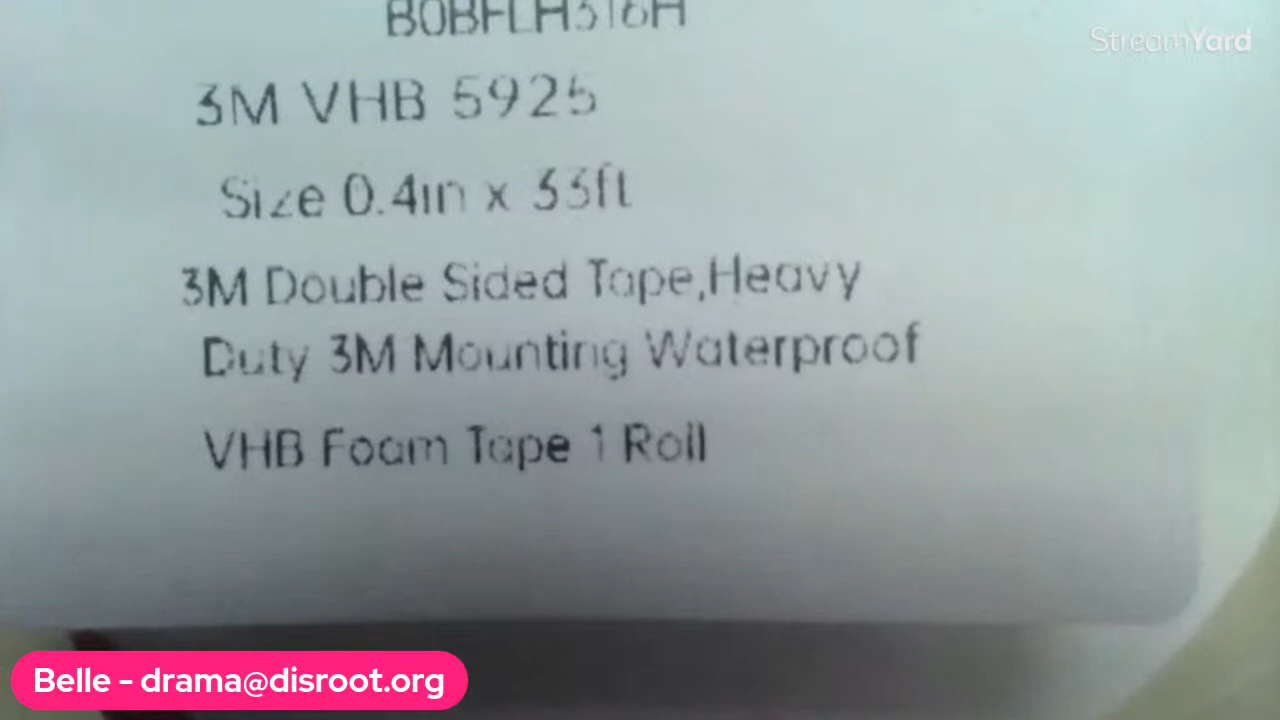 StreamYard
B0BFLH316H
3M VHB 5925
Size 0.4in x 33ft
3M Double Sided Tape,Heavy
Duty 3M Mounting Waterproof
VHB Foam Tape 1 Roll
Belle - drama@disroot.org